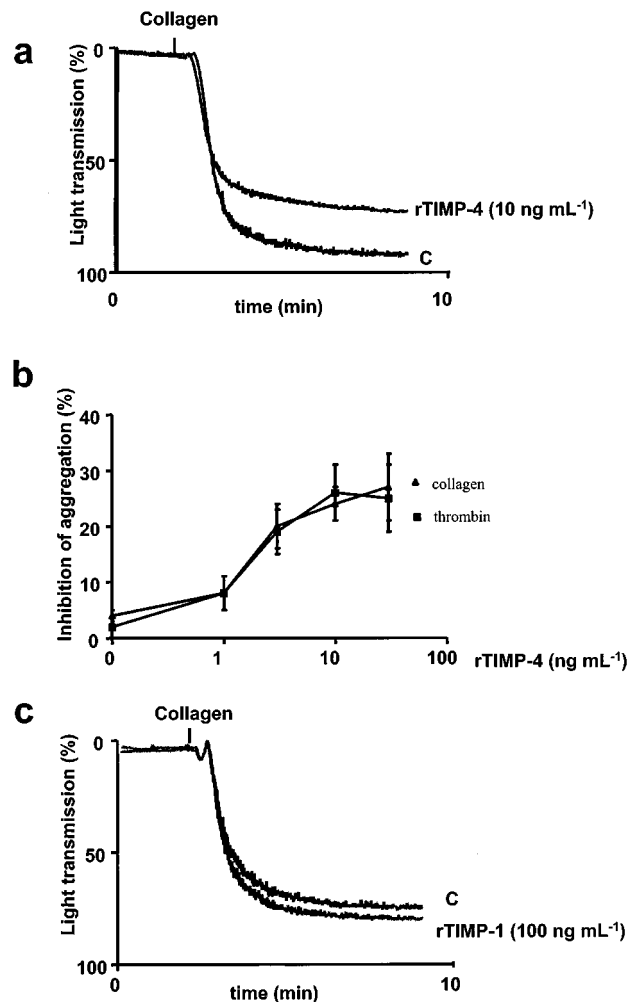 a
Collagen
Light transmission (%)
0
50
100
rTIMP-4 (10 ng mL-1)
C
0
10
time (min)
b
Inhibition of aggregation (%)
40
30
20
10
0
collagen
thrombin
0
1
10
100
rTIMP-4 (ng mL-1)
c
Collagen
Light transmission (%)
0
50
100
C
rTIMP-1 (100 ng mL-1)
0
10
time (min)